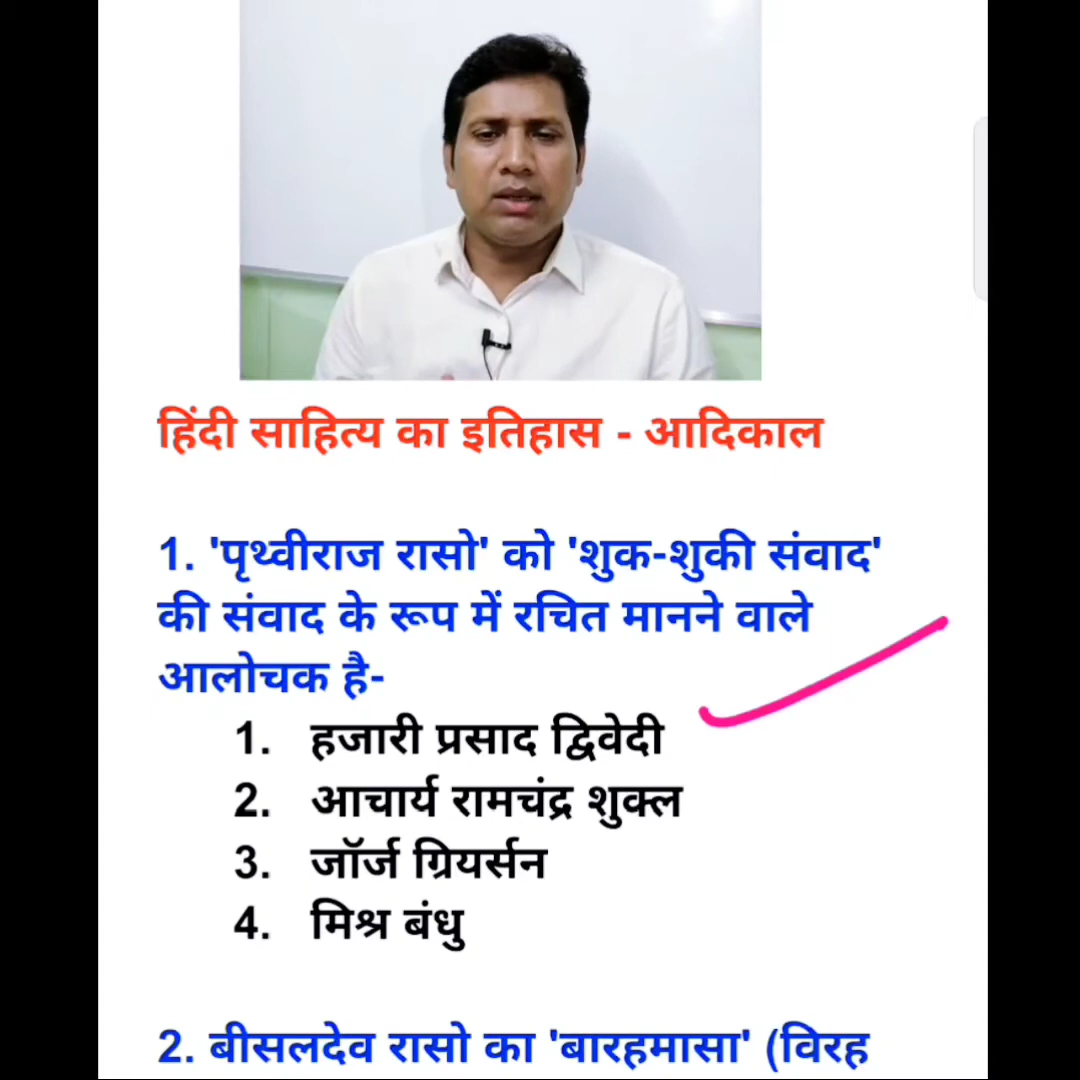 हिंदी साहित्य का इतिहास - आदिकाल
1. 'पृथ्वीराज रासो' को 'शुक-शुकी संवाद'
की संवाद के रूप में रचित मानने वाले
आलोचक है-
1. हजारी प्रसाद द्विवेदी
2. आचार्य रामचंद्र शुक्ल
3. जॉर्ज ग्रियर्सन
4. मिश्र बंधु
2. बीसलदेव रासो का 'बारहमासा' (विरह